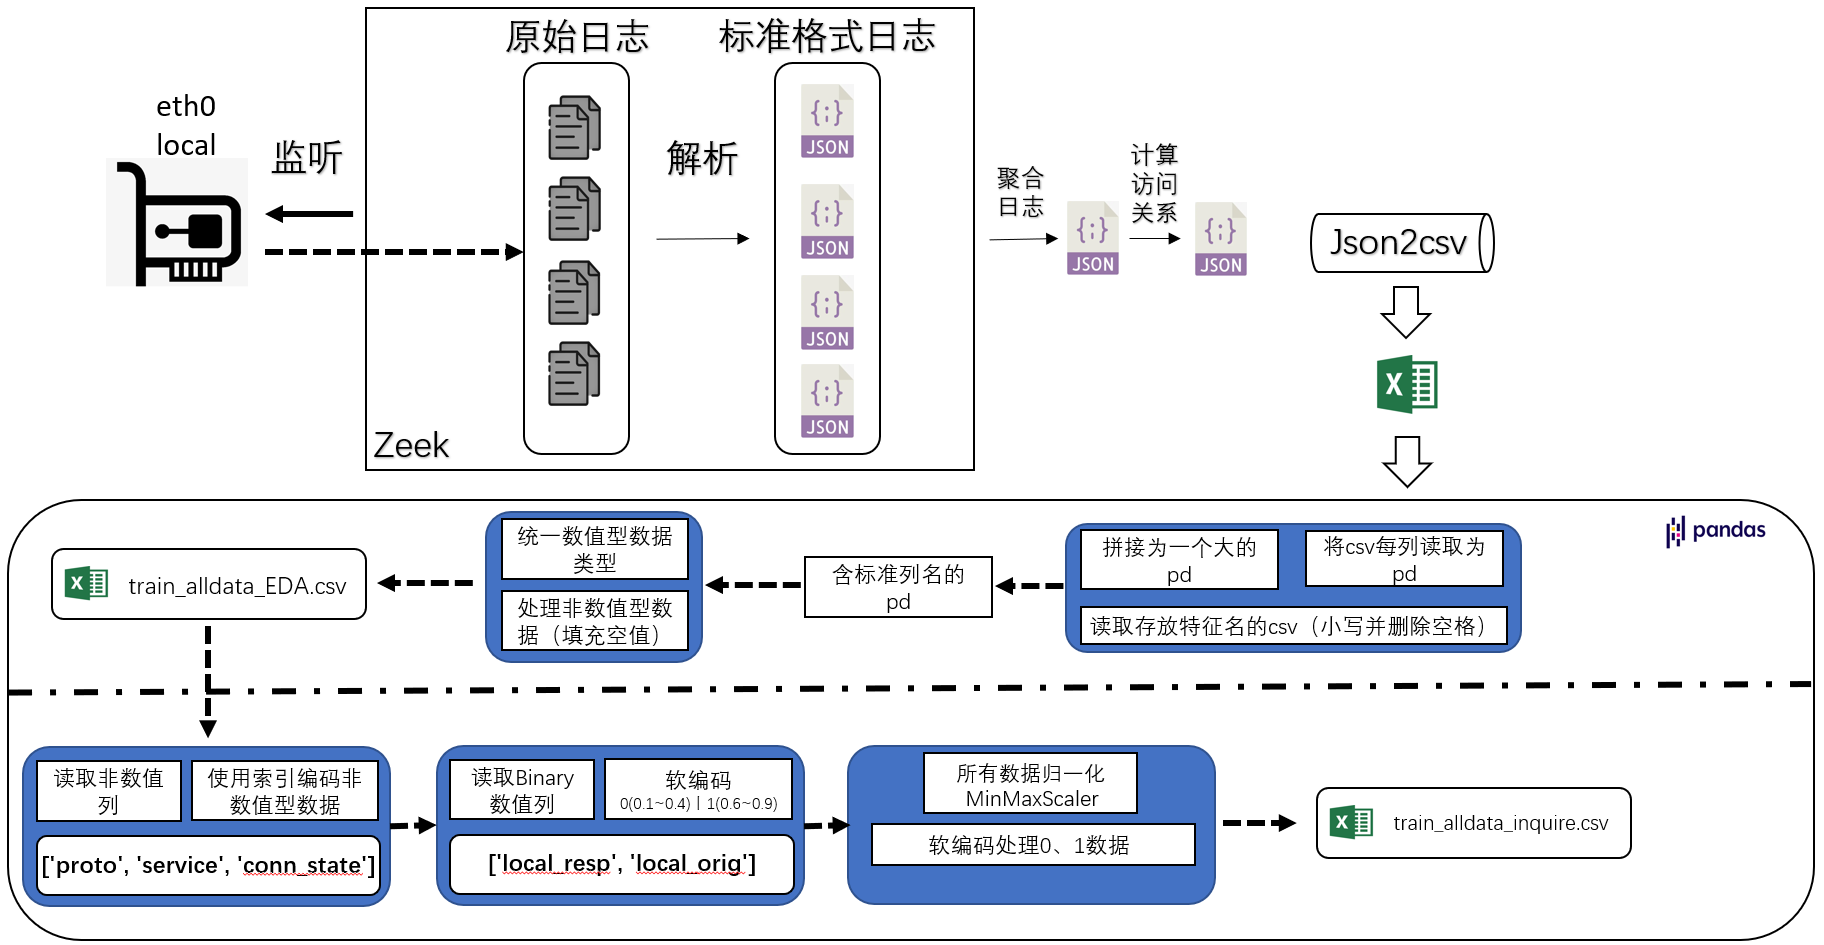 eth0
local
监听
原始日志
标准格式日志
解析
JSON
JSON
JSON
JSON
Zeek
聚合
日志
JSON
计算
访问
关系
JSON
Json2csv
X
pandas
拼接为一个大的
pd
将csv每列读取为
pd
读取存放特征名的csv（小写并删除空格）
含标准列名的
pd
统一数值型数据
类型
处理非数值型数
据（填充空值）
X
train_alldata_EDA.csv
读取非数值
列
使用索引编码非
数值型数据
['proto', 'service', 'conn_state']
读取Binary
数值列
软编码
0(0.1~0.4) | 1(0.6~0.9)
['local_resp', 'local_orig']
所有数据归一化
MinMaxScaler
软编码处理0、1数据
X
train_alldata_inquire.csv